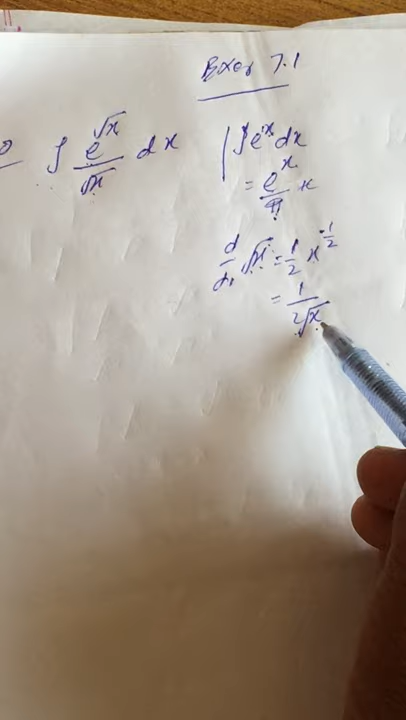 Exer 7.1
∫ e^√x / √x dx
∫e^x dx
= e^x
d/dx √x = 1/2 x^-1/2
= 1 / 2√x